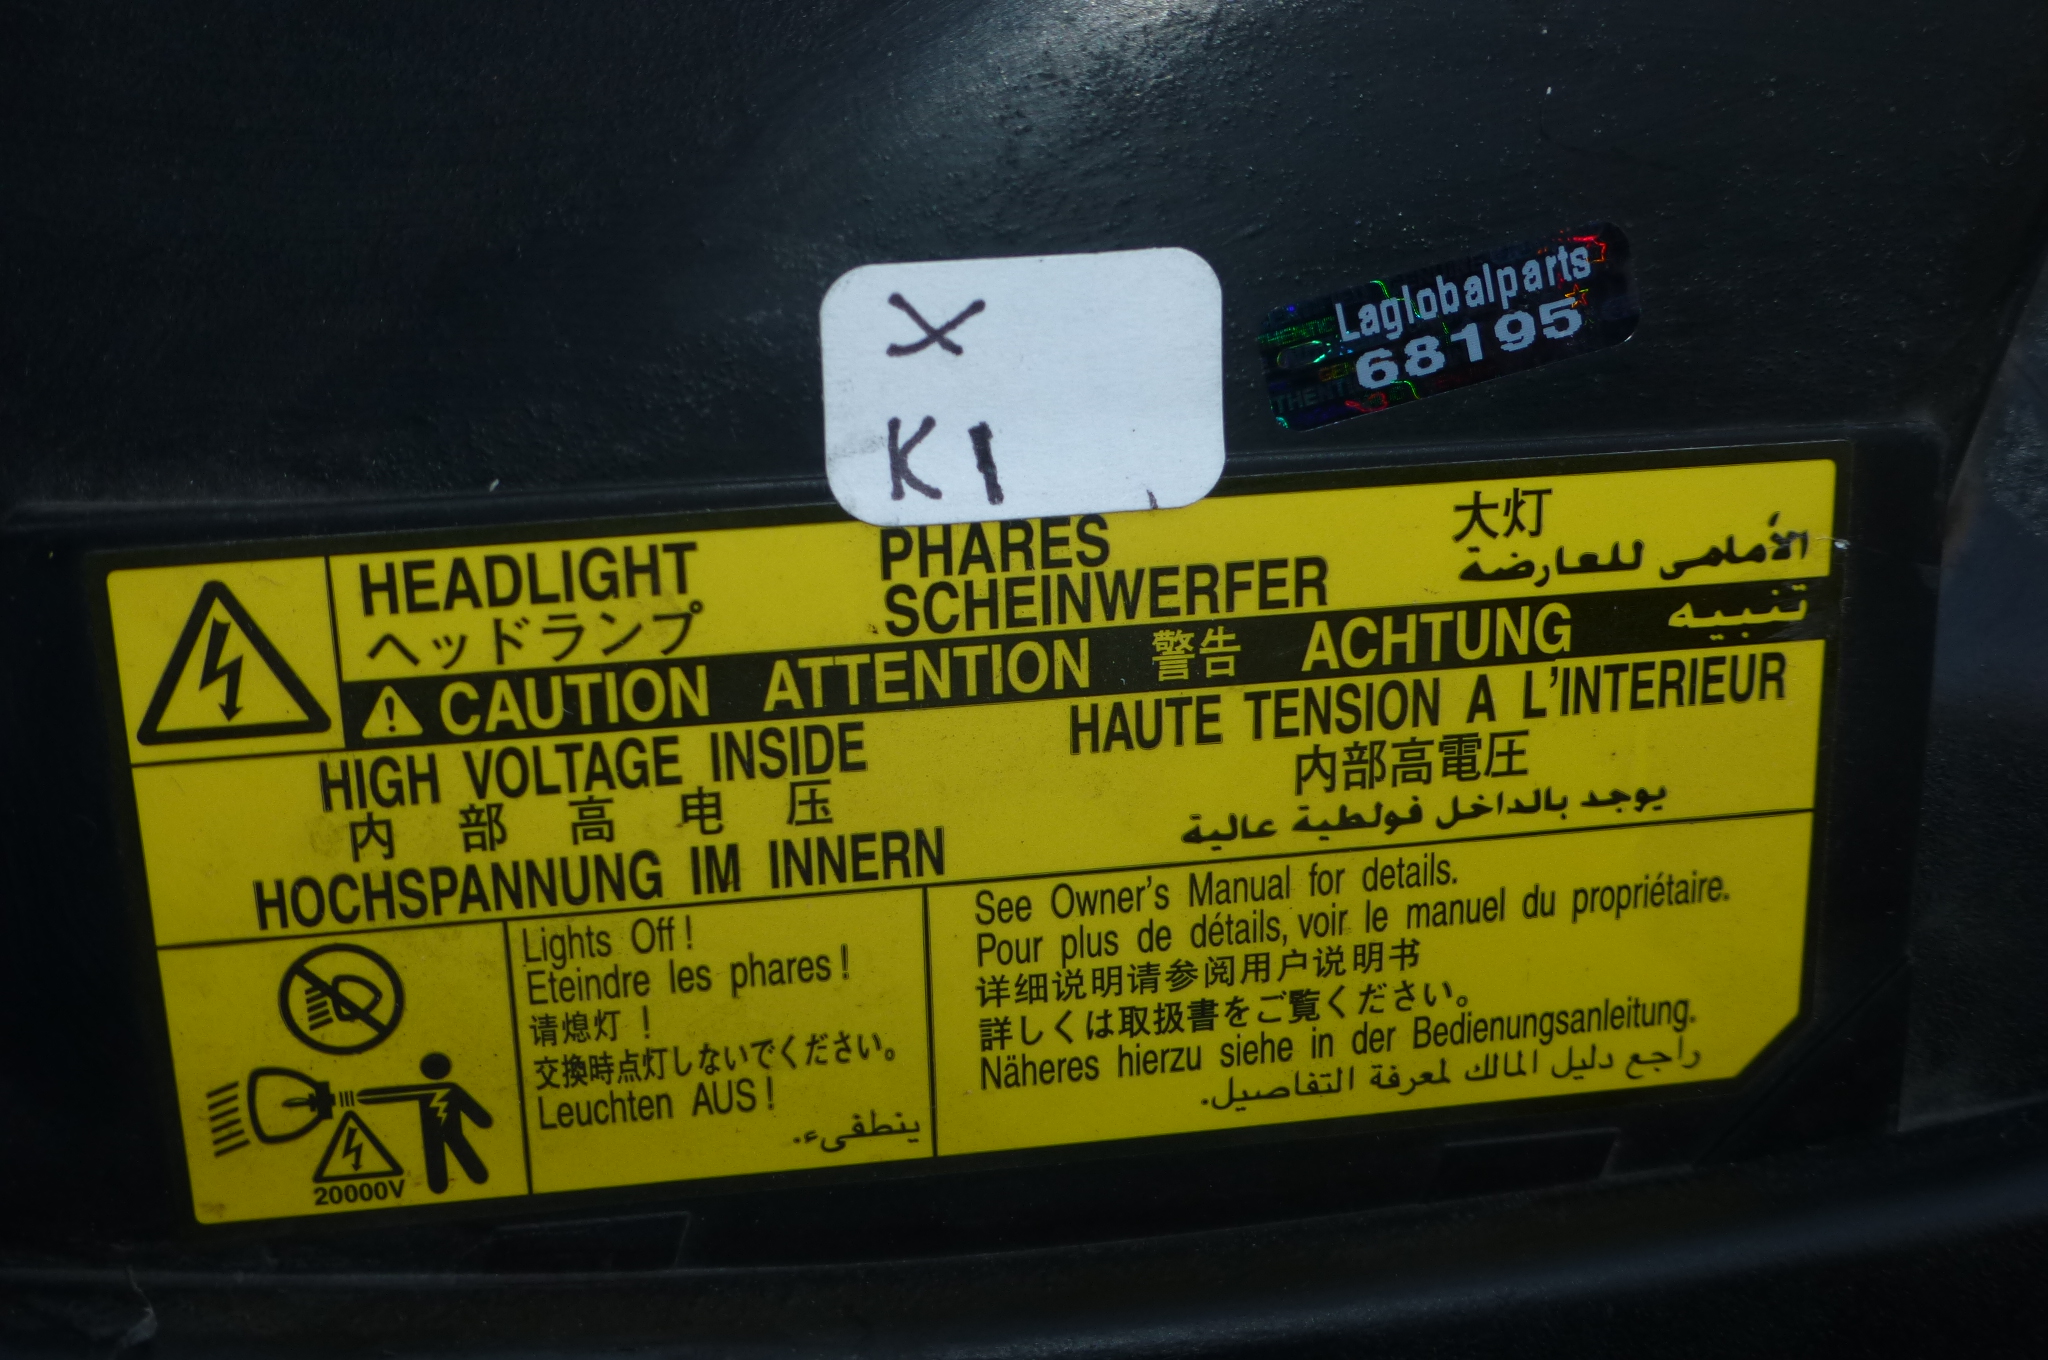 X
K1
Laglobalparts
68195
HEADLIGHT
ヘッドランプ
PHARES
SCHEINWERFER
大灯
الأمامى للعارضة
CAUTION ATTENTION 警告 ACHTUNG تنبيه
HIGH VOLTAGE INSIDE
内部高电压
HOCHSPANNUNG IM INNERN
HAUTE TENSION A L'INTERIEUR
内部高電圧
يوجد بالداخل فولطية عالية
20000V
Lights Off!
Eteindre les phares!
请熄灯!
交換時点灯しないでください。
Leuchten AUS!
ينطفىء.
See Owner's Manual for details.
Pour plus de détails, voir le manuel du propriétaire.
详细说明请参阅用户说明书
詳しくは取扱書をご覧ください。
Näheres hierzu siehe in der Bedienungsanleitung.
راجع دليل المالك لمعرفة التفاصيل.